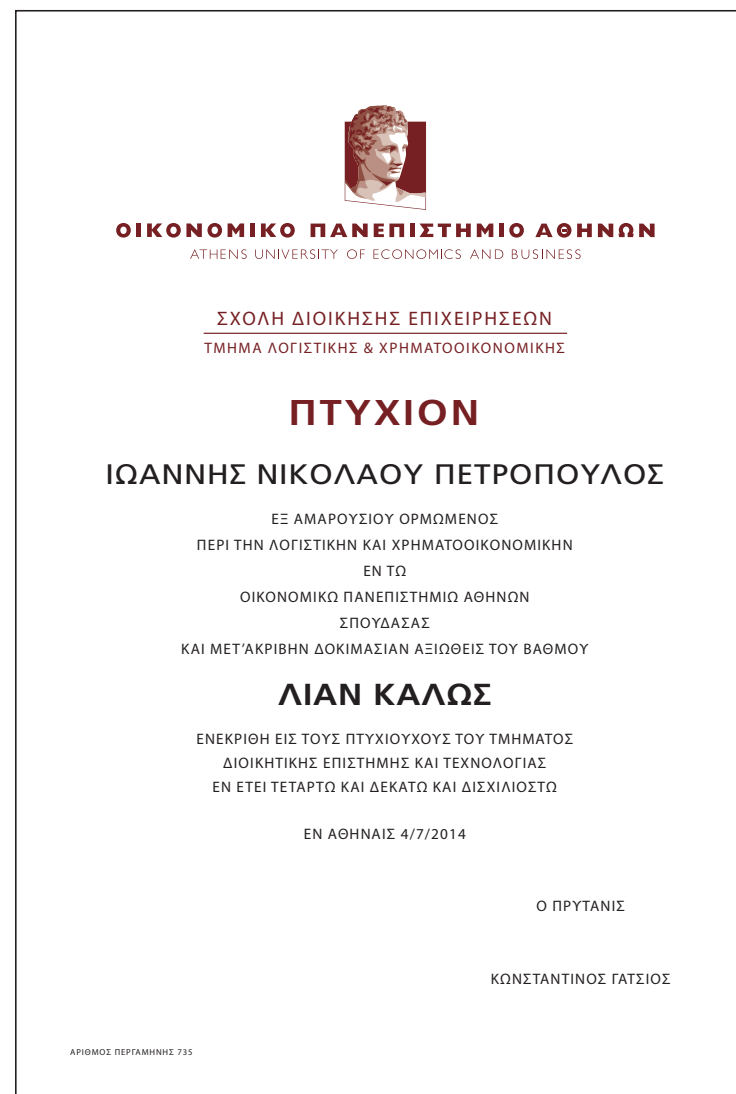 ΟΙΚΟΝΟΜΙΚΟ ΠΑΝΕΠΙΣΤΗΜΙΟ ΑΘΗΝΩΝ
ATHENS UNIVERSITY OF ECONOMICS AND BUSINESS
ΣΧΟΛΗ ΔΙΟΙΚΗΣΗΣ ΕΠΙΧΕΙΡΗΣΕΩΝ
ΤΜΗΜΑ ΛΟΓΙΣΤΙΚΗΣ & ΧΡΗΜΑΤΟΟΙΚΟΝΟΜΙΚΗΣ
ΠΤΥΧΙΟΝ
ΙΩΑΝΝΗΣ ΝΙΚΟΛΑΟΥ ΠΕΤΡΟΠΟΥΛΟΣ
ΕΞ ΑΜΑΡΟΥΣΙΟΥ ΟΡΜΩΜΕΝΟΣ
ΠΕΡΙ ΤΗΝ ΛΟΓΙΣΤΙΚΗΝ ΚΑΙ ΧΡΗΜΑΤΟΟΙΚΟΝΟΜΙΚΗΝ
ΕΝ ΤΩ
ΟΙΚΟΝΟΜΙΚΩ ΠΑΝΕΠΙΣΤΗΜΙΩ ΑΘΗΝΩΝ
ΣΠΟΥΔΑΣΑΣ
ΚΑΙ ΜΕΤ'ΑΚΡΙΒΗΝ ΔΟΚΙΜΑΣΙΑΝ ΑΞΙΩΘΕΙΣ ΤΟΥ ΒΑΘΜΟΥ
ΛΙΑΝ ΚΑΛΩΣ
ΕΝΕΚΡΙΘΗ ΕΙΣ ΤΟΥΣ ΠΤΥΧΙΟΥΧΟΥΣ ΤΟΥ ΤΜΗΜΑΤΟΣ
ΔΙΟΙΚΗΤΙΚΗΣ ΕΠΙΣΤΗΜΗΣ ΚΑΙ ΤΕΧΝΟΛΟΓΙΑΣ
ΕΝ ΕΤΕΙ ΤΕΤΑΡΤΩ ΚΑΙ ΔΕΚΑΤΩ ΚΑΙ ΔΙΣΧΙΛΙΟΣΤΩ
ΕΝ ΑΘΗΝΑΙΣ 4/7/2014
Ο ΠΡΥΤΑΝΙΣ
ΚΩΝΣΤΑΝΤΙΝΟΣ ΓΑΤΣΙΟΣ
ΑΡΙΘΜΟΣ ΠΕΡΓΑΜΗΝΗΣ 735